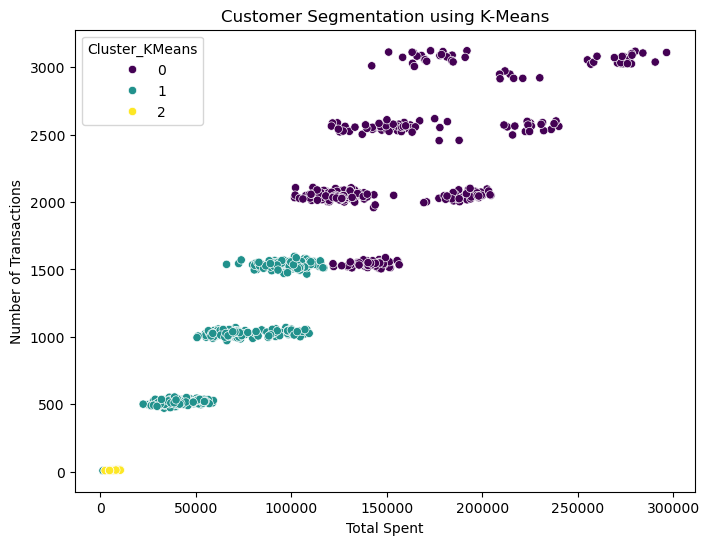 Customer Segmentation using K-Means
Cluster_KMeans
0
1
2
Number of Transactions
3000
2500
2000
1500
1000
500
0
0 50000 100000 150000 200000 250000 300000
Total Spent